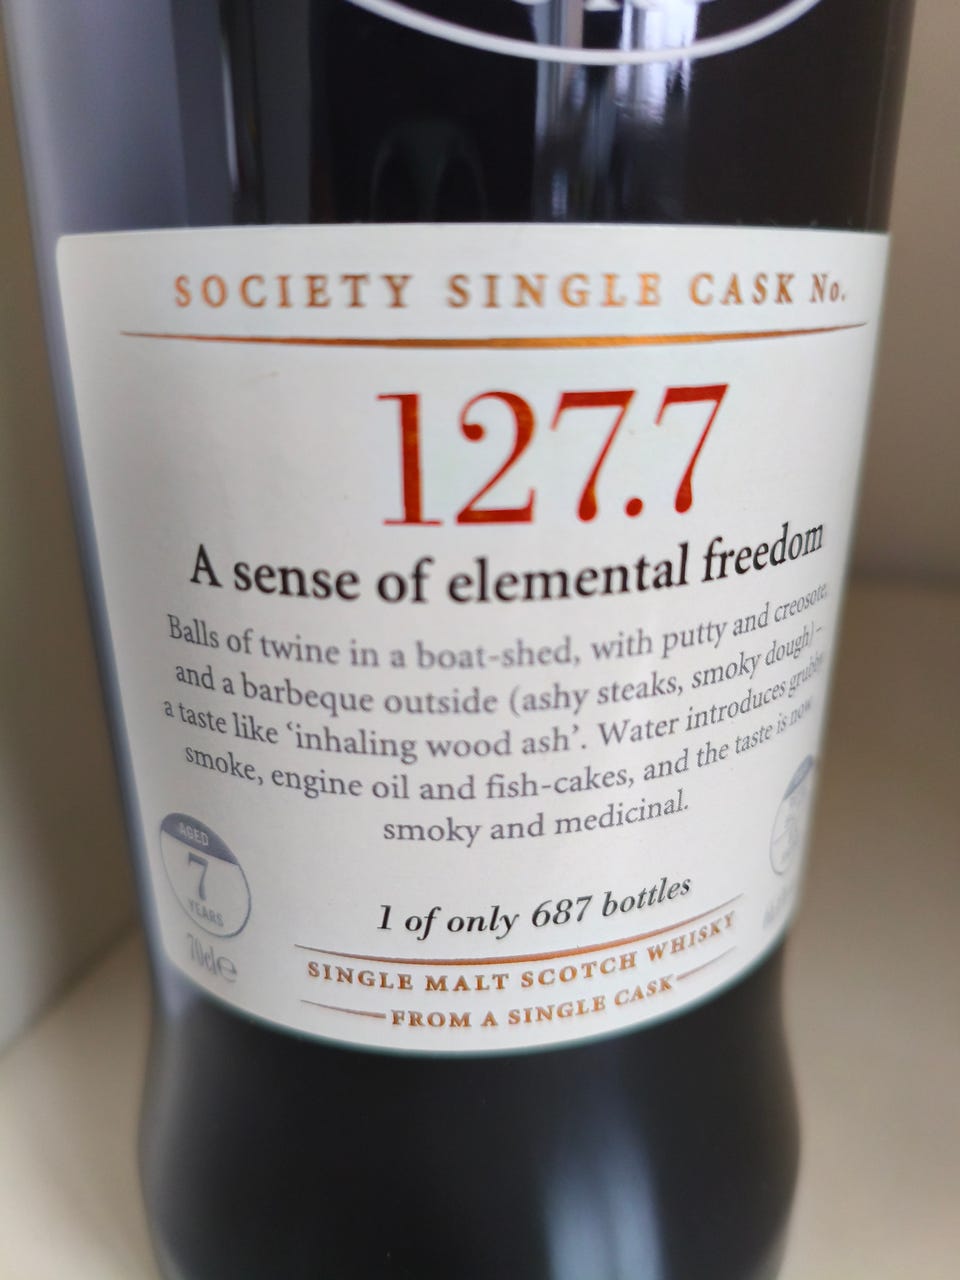 SOCIETY SINGLE CASK No.
127.7
A sense of elemental freedom
Balls of twine in a boat-shed, with putty and creosote,
and a barbeque outside (ashy steaks, smoky dough) –
a taste like ‘inhaling wood ash’. Water introduces grubby
smoke, engine oil and fish-cakes, and the taste is now
smoky and medicinal.
AGED
7
YEARS
70cl e
1 of only 687 bottles
SINGLE MALT SCOTCH WHISKY
FROM A SINGLE CASK